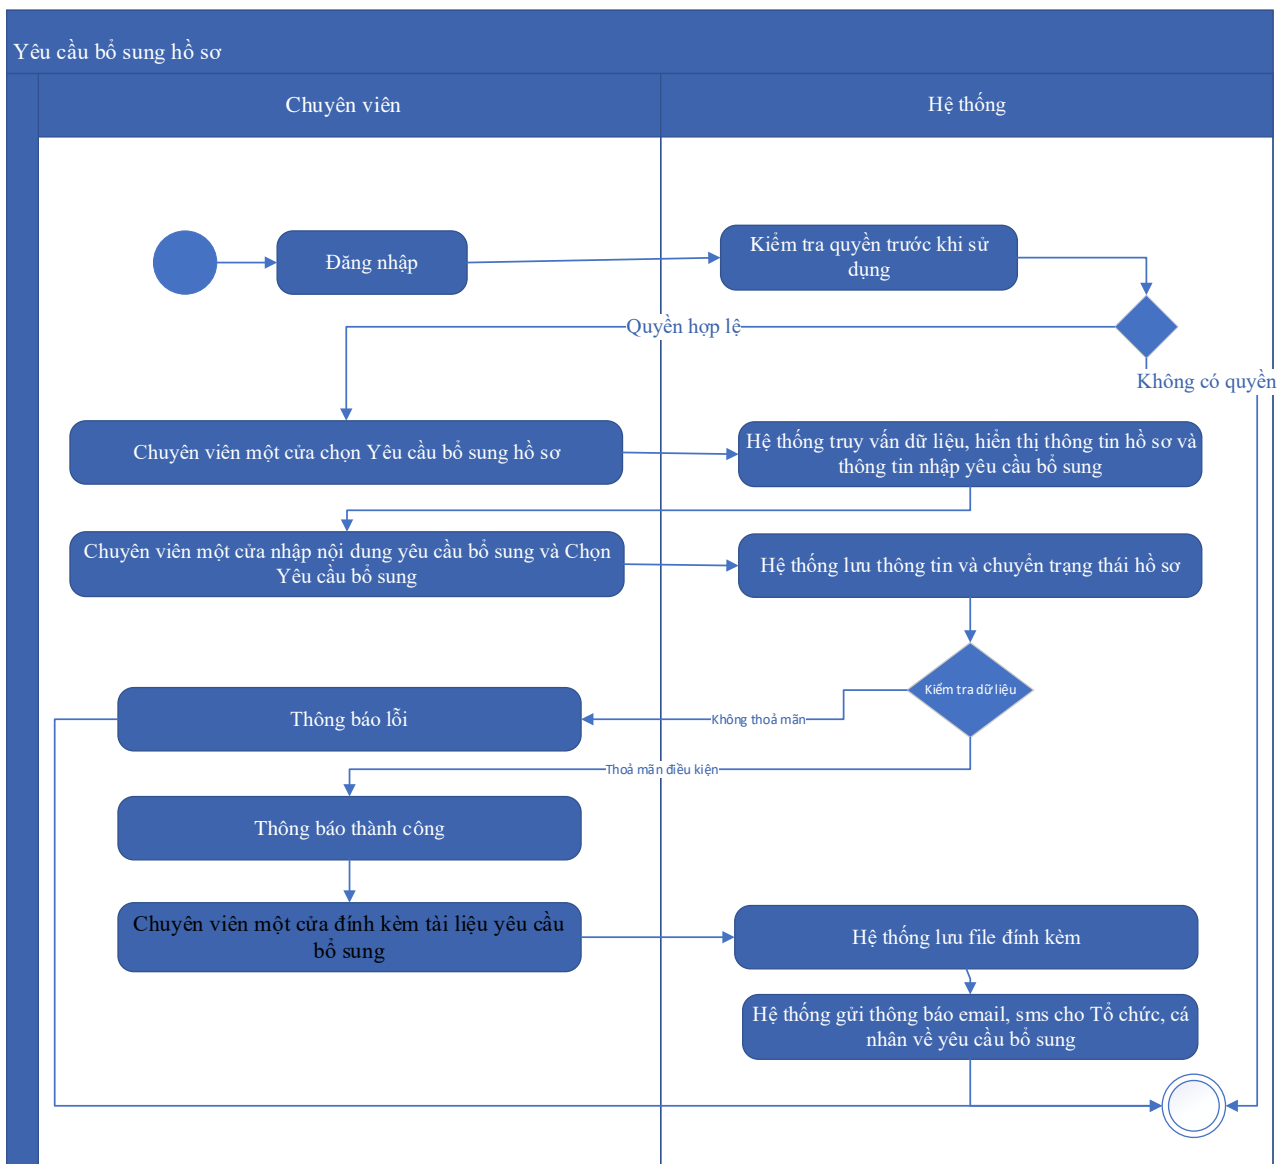 Yêu cầu bổ sung hồ sơ
Chuyên viên
Hệ thống
Đăng nhập
Kiểm tra quyền trước khi sử
dụng
Quyền hợp lệ
Không có quyền
Chuyên viên một cửa chọn Yêu cầu bổ sung hồ sơ
Hệ thống truy vấn dữ liệu, hiển thị thông tin hồ sơ và
thông tin nhập yêu cầu bổ sung
Chuyên viên một cửa nhập nội dung yêu cầu bổ sung và Chọn
Yêu cầu bổ sung
Hệ thống lưu thông tin và chuyển trạng thái hồ sơ
Kiểm tra dữ liệu
Thông báo lỗi
Không thoả mãn
Thoả mãn điều kiện
Thông báo thành công
Chuyên viên một cửa đính kèm tài liệu yêu cầu
bổ sung
Hệ thống lưu file đính kèm
Hệ thống gửi thông báo email, sms cho Tổ chức, cá
nhân về yêu cầu bổ sung